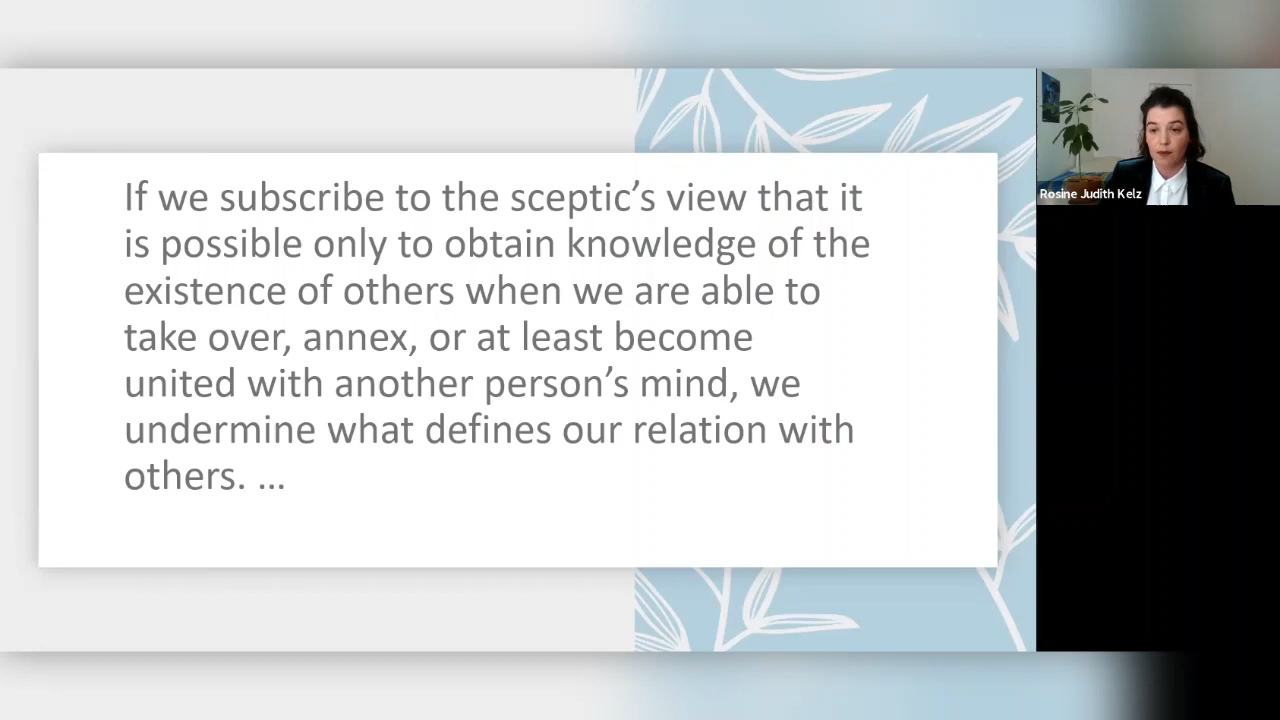 If we subscribe to the sceptic’s view that it
is possible only to obtain knowledge of the
existence of others when we are able to
take over, annex, or at least become
united with another person’s mind, we
undermine what defines our relation with
others. …
Rosine Judith Kelz